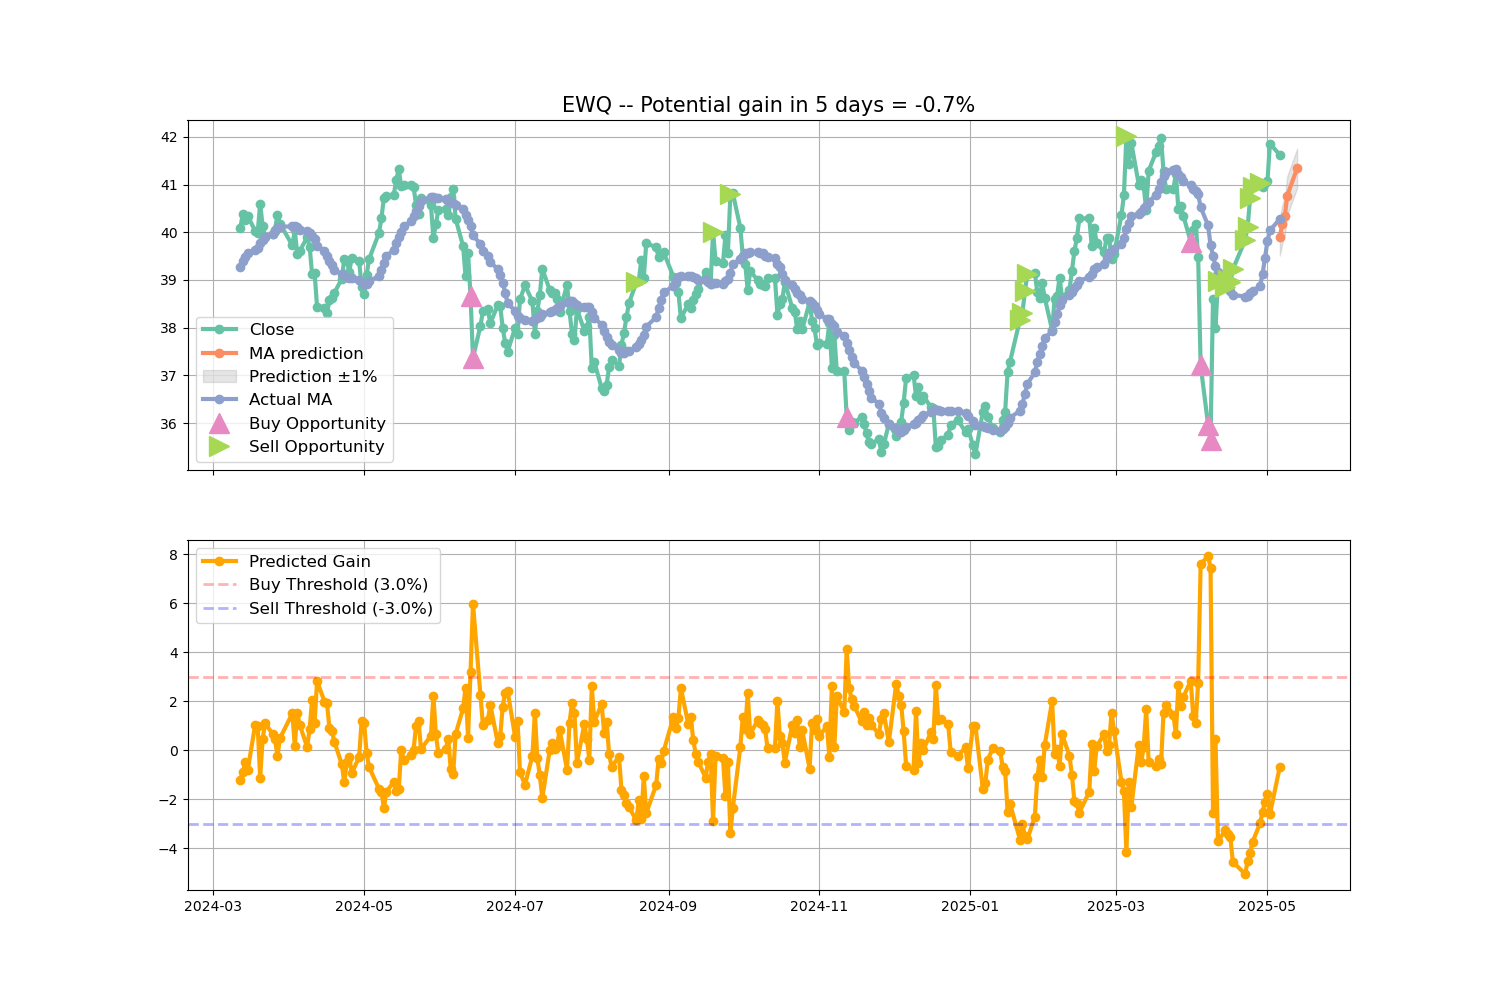 EWQ -- Potential gain in 5 days = -0.7%
42
41
40
39
38
37
36
Close
MA prediction
Prediction ±1%
Actual MA
Buy Opportunity
Sell Opportunity
8
6
4
2
0
−2
−4
Predicted Gain
Buy Threshold (3.0%)
Sell Threshold (-3.0%)
2024-03
2024-05
2024-07
2024-09
2024-11
2025-01
2025-03
2025-05